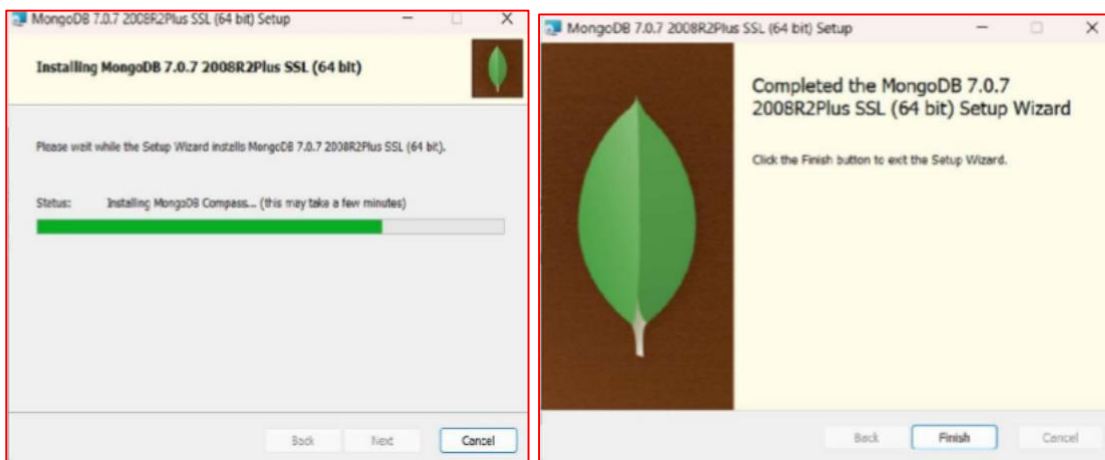 MongoDB 7.0.7 2008R2Plus SSL (64 bit) Setup
Installing MongoDB 7.0.7 2008R2Plus SSL (64 bit)
Please wait while the Setup Wizard installs MongoDB 7.0.7 2008R2Plus SSL (64 bit).
Status: Installing MongoDB Compass... (this may take a few minutes)
Back Next Cancel
MongoDB 7.0.7 2008R2Plus SSL (64 bit) Setup
Completed the MongoDB 7.0.7
2008R2Plus SSL (64 bit) Setup Wizard
Click the Finish button to exit the Setup Wizard.
Back Finish Cancel